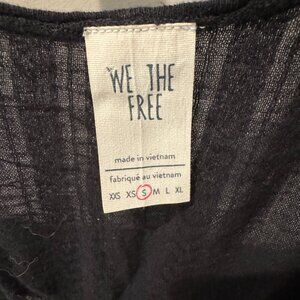 WE THE
FREE
made in vietnam
fabriqué au vietnam
XXS XS S M L XL